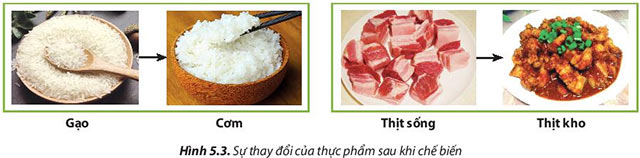 Gạo
Cơm
Thịt sống
Thịt kho
Hình 5.3. Sự thay đổi của thực phẩm sau khi chế biến